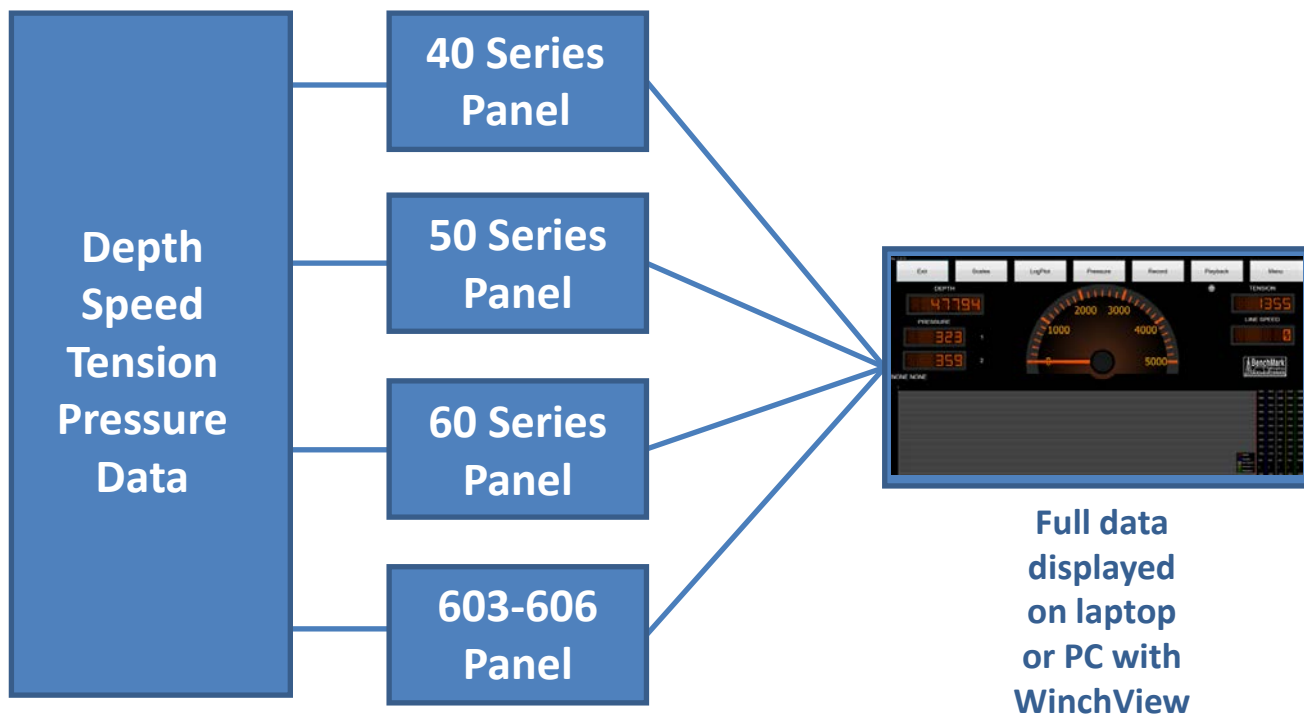 Depth
Speed
Tension
Pressure
Data
40 Series
Panel
50 Series
Panel
60 Series
Panel
603-606
Panel
Exit
Scales
LogPlot
Pressure
Record
Playback
Menu
DEPTH
47794
PRESSURE
323 1
359 2
NONE NONE
0
1000
2000
3000
4000
5000
TENSION
1355
LINE SPEED
0
BenchMark
Full data
displayed
on laptop
or PC with
WinchView